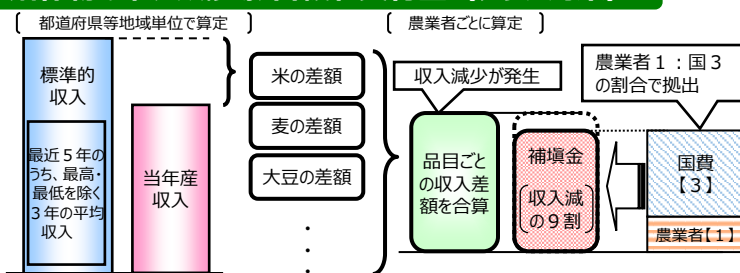 都道府県等地域単位で算定
農業者ごとに算定
標準的
収入
最近５年の
うち、最高・
最低を除く
３年の平均
収入
当年産
収入
米の差額
麦の差額
大豆の差額
・
・
・
収入減少が発生
品目ごと
の収入差
額を合算
補塡金
収入減
の９割
農業者１：国３
の割合で拠出
国費
【３】
農業者【１】